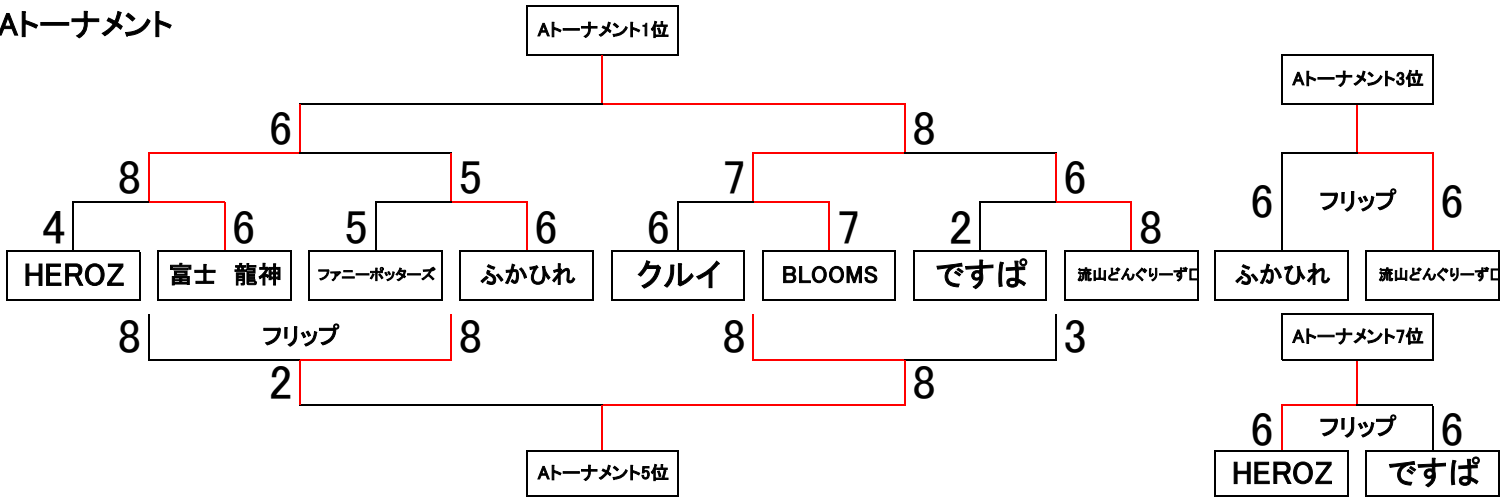 Aトーナメント
Aトーナメント1位
Aトーナメント3位
6 8
8 5 7 6
6 フリップ 6
4 6 5 6 6 7 2 8
HEROZ 富士　龍神 ファニーポッターズ ふかひれ クルイ BLOOMS ですぱ 流山どんぐりーず□
ふかひれ 流山どんぐりーず□
8 フリップ 8 8 3
Aトーナメント7位
2 8
6 フリップ 6
HEROZ ですぱ
Aトーナメント5位